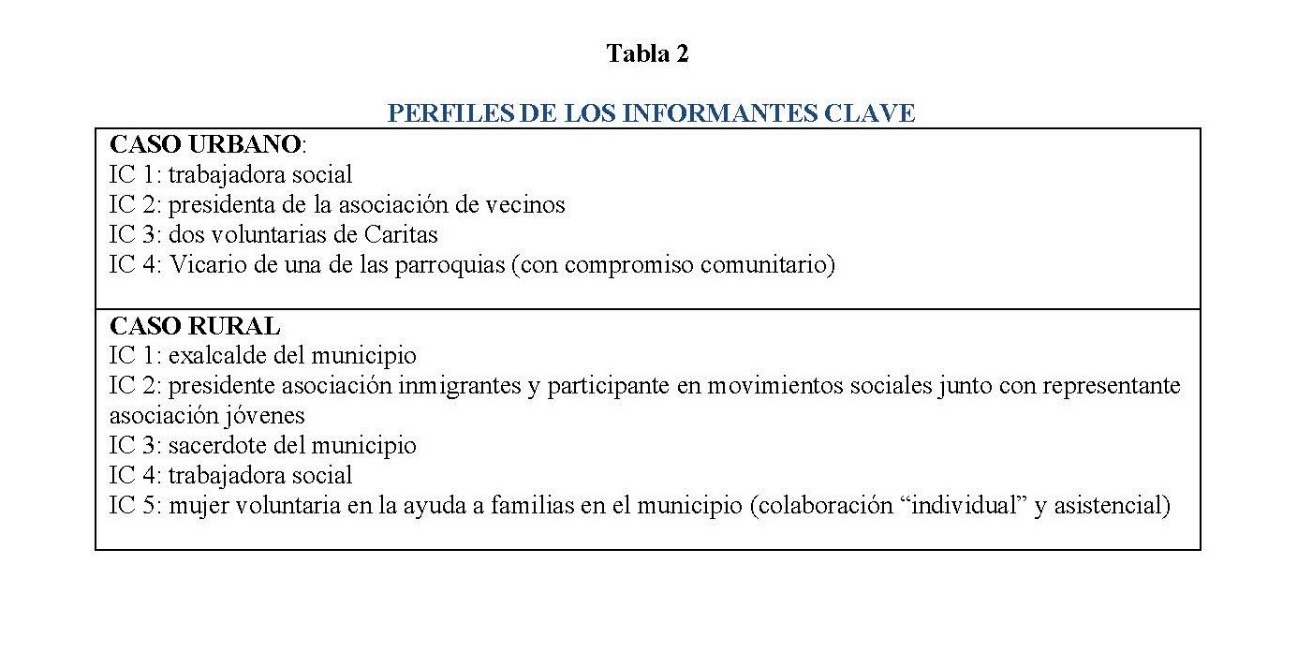 Tabla 2
PERFILES DE LOS INFORMANTES CLAVE
CASO URBANO:
IC 1: trabajadora social
IC 2: presidenta de la asociación de vecinos
IC 3: dos voluntarias de Caritas
IC 4: Vicario de una de las parroquias (con compromiso comunitario)
CASO RURAL
IC 1: exalcalde del municipio
IC 2: presidente asociación inmigrantes y participante en movimientos sociales junto con representante
asociación jóvenes
IC 3: sacerdote del municipio
IC 4: trabajadora social
IC 5: mujer voluntaria en la ayuda a familias en el municipio (colaboración “individual” y asistencial)